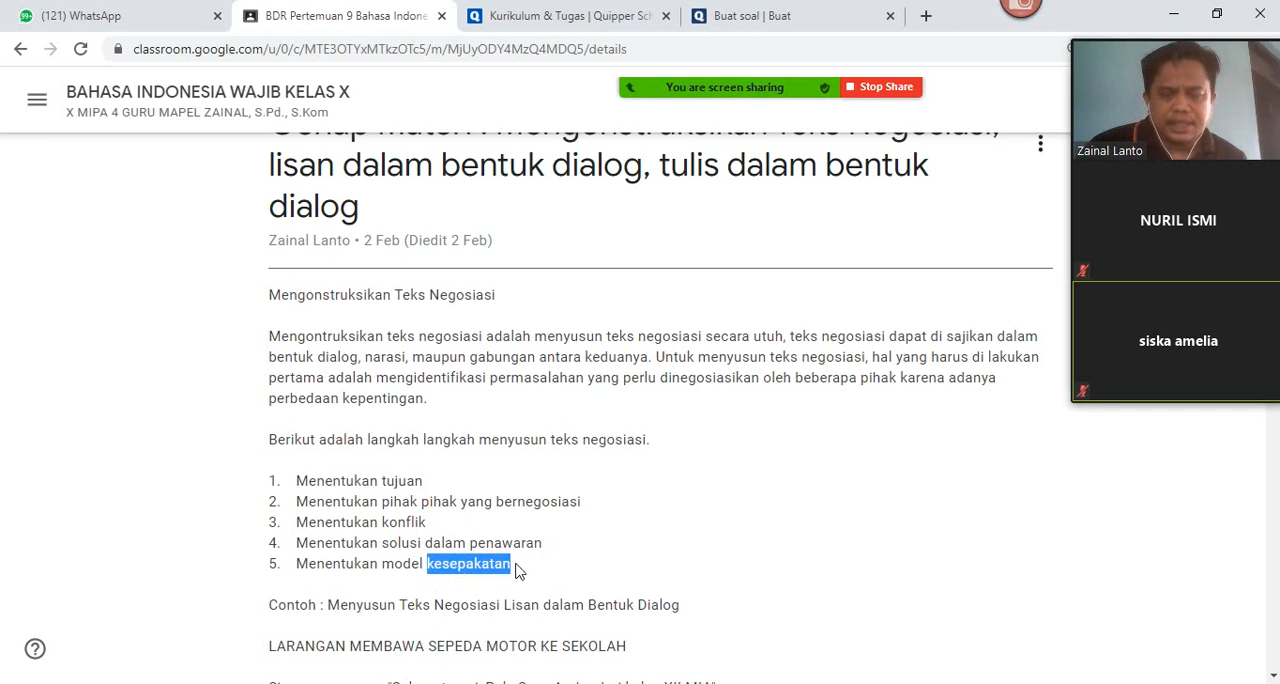 (121) WhatsApp
BDR Pertemuan 9 Bahasa Indone
Kurikulum & Tugas | Quipper Sch
Buat soal | Buat
classroom.google.com/u/0/c/MTE3OTYxMTkzOTc5/m/MjUyODY4MzQ4MDQ5/details
BAHASA INDONESIA WAJIB KELAS X
X MIPA 4 GURU MAPEL ZAINAL, S.Pd., S.Kom
You are screen sharing
Stop Share
Mengonstruksikan Teks Negosiasi,
lisan dalam bentuk dialog, tulis dalam bentuk
dialog
Zainal Lanto • 2 Feb (Diedit 2 Feb)
Mengonstruksikan Teks Negosiasi
Mengontruksikan teks negosiasi adalah menyusun teks negosiasi secara utuh, teks negosiasi dapat di sajikan dalam
bentuk dialog, narasi, maupun gabungan antara keduanya. Untuk menyusun teks negosiasi, hal yang harus di lakukan
pertama adalah mengidentifikasi permasalahan yang perlu dinegosiasikan oleh beberapa pihak karena adanya
perbedaan kepentingan.
Berikut adalah langkah langkah menyusun teks negosiasi.
1. Menentukan tujuan
2. Menentukan pihak pihak yang bernegosiasi
3. Menentukan konflik
4. Menentukan solusi dalam penawaran
5. Menentukan model kesepakatan
Contoh : Menyusun Teks Negosiasi Lisan dalam Bentuk Dialog
LARANGAN MEMBAWA SEPEDA MOTOR KE SEKOLAH
Zainal Lanto
NURIL ISMI
siska amelia